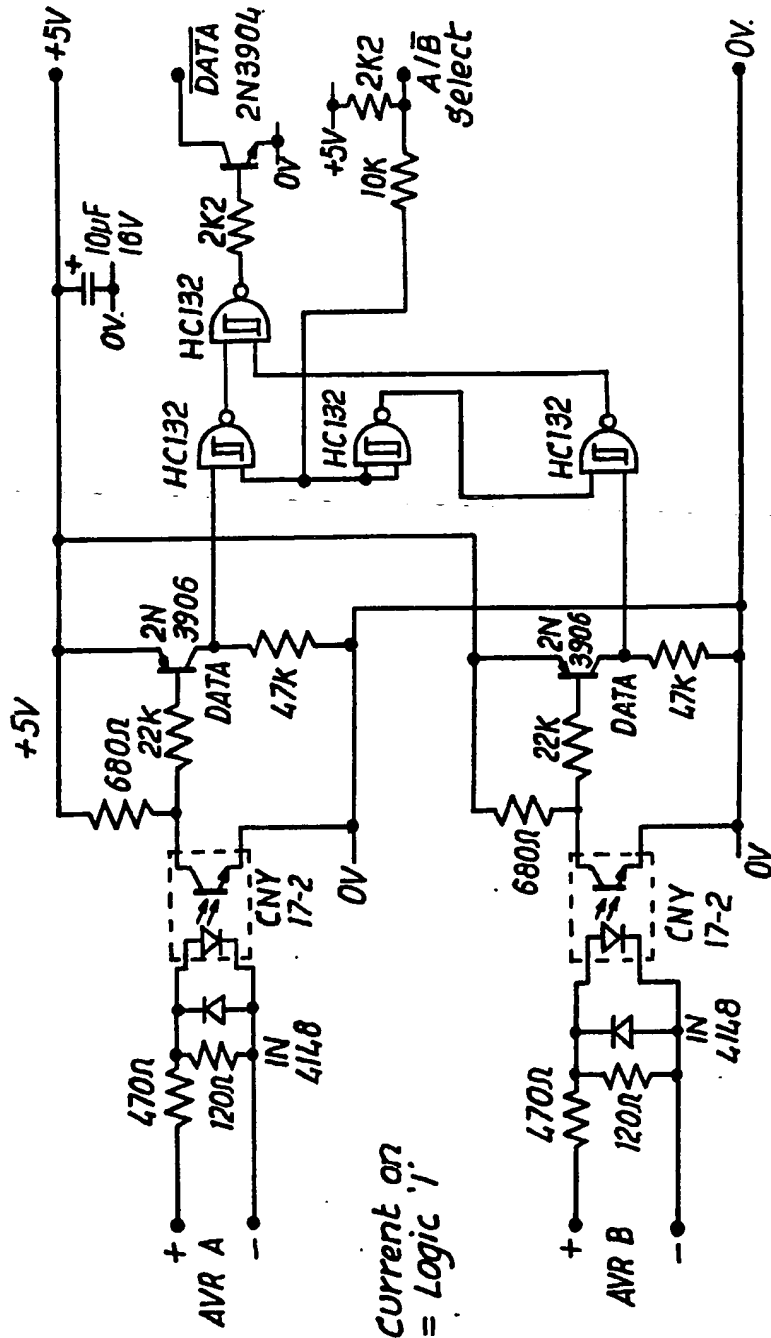 +5V
+5V
10µF
16V
+
0V.
DATA
2N3904
0V
2K2
HC132
HC132
+5V
2K2
10K
A/B
Select
HC132
HC132
680Ω
22K
2N
3906
DATA
47K
0V
CNY
17-2
470Ω
120Ω
IN
4148
+
AVR A
-
Current on
= Logic '1'.
680Ω
22K
2N
3906
DATA
47K
0V.
0V
CNY
17-2
470Ω
120Ω
IN
4148
+
AVR B
-